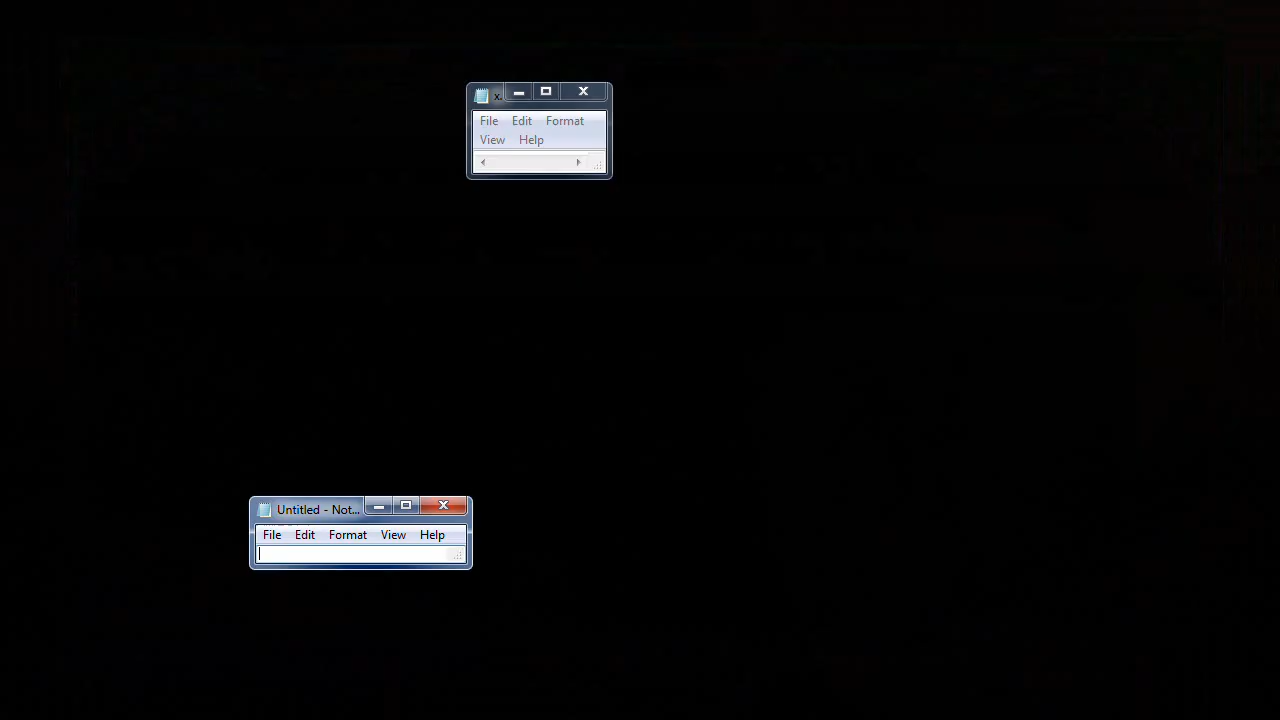 x.
File Edit Format
View Help
Untitled - Not...
File Edit Format View Help